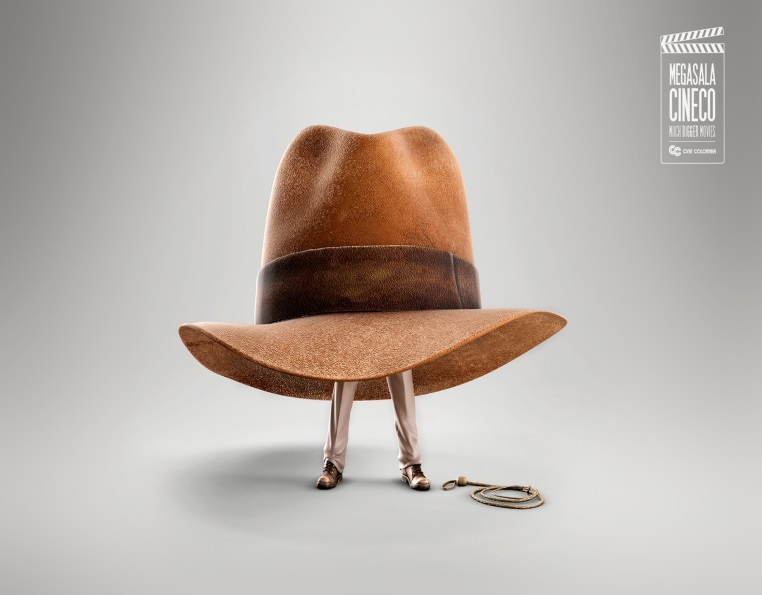 MEGASALA
CINECO
MUCH BIGGER MOVIES
CINE COLOMBIA